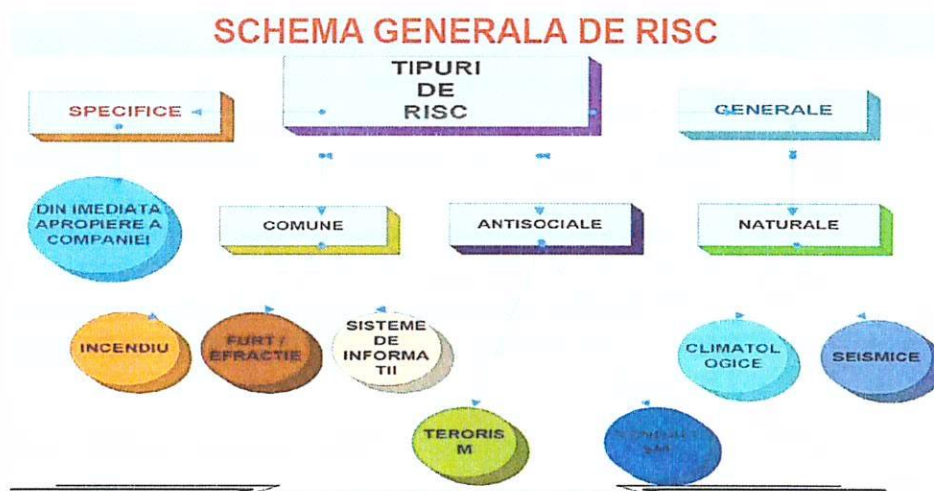 SCHEMA GENERALA DE RISC
TIPURI
DE
RISC
SPECIFICE
GENERALE
DIN IMEDIATA
APROPIERE A
COMPANIEI
COMUNE
ANTISOCIALE
NATURALE
INCENDIU
FURT /
EFRACTIE
SISTEME
DE
INFORMA
TII
CLIMATOL
OGICE
SEISMICE
TERORIS
M